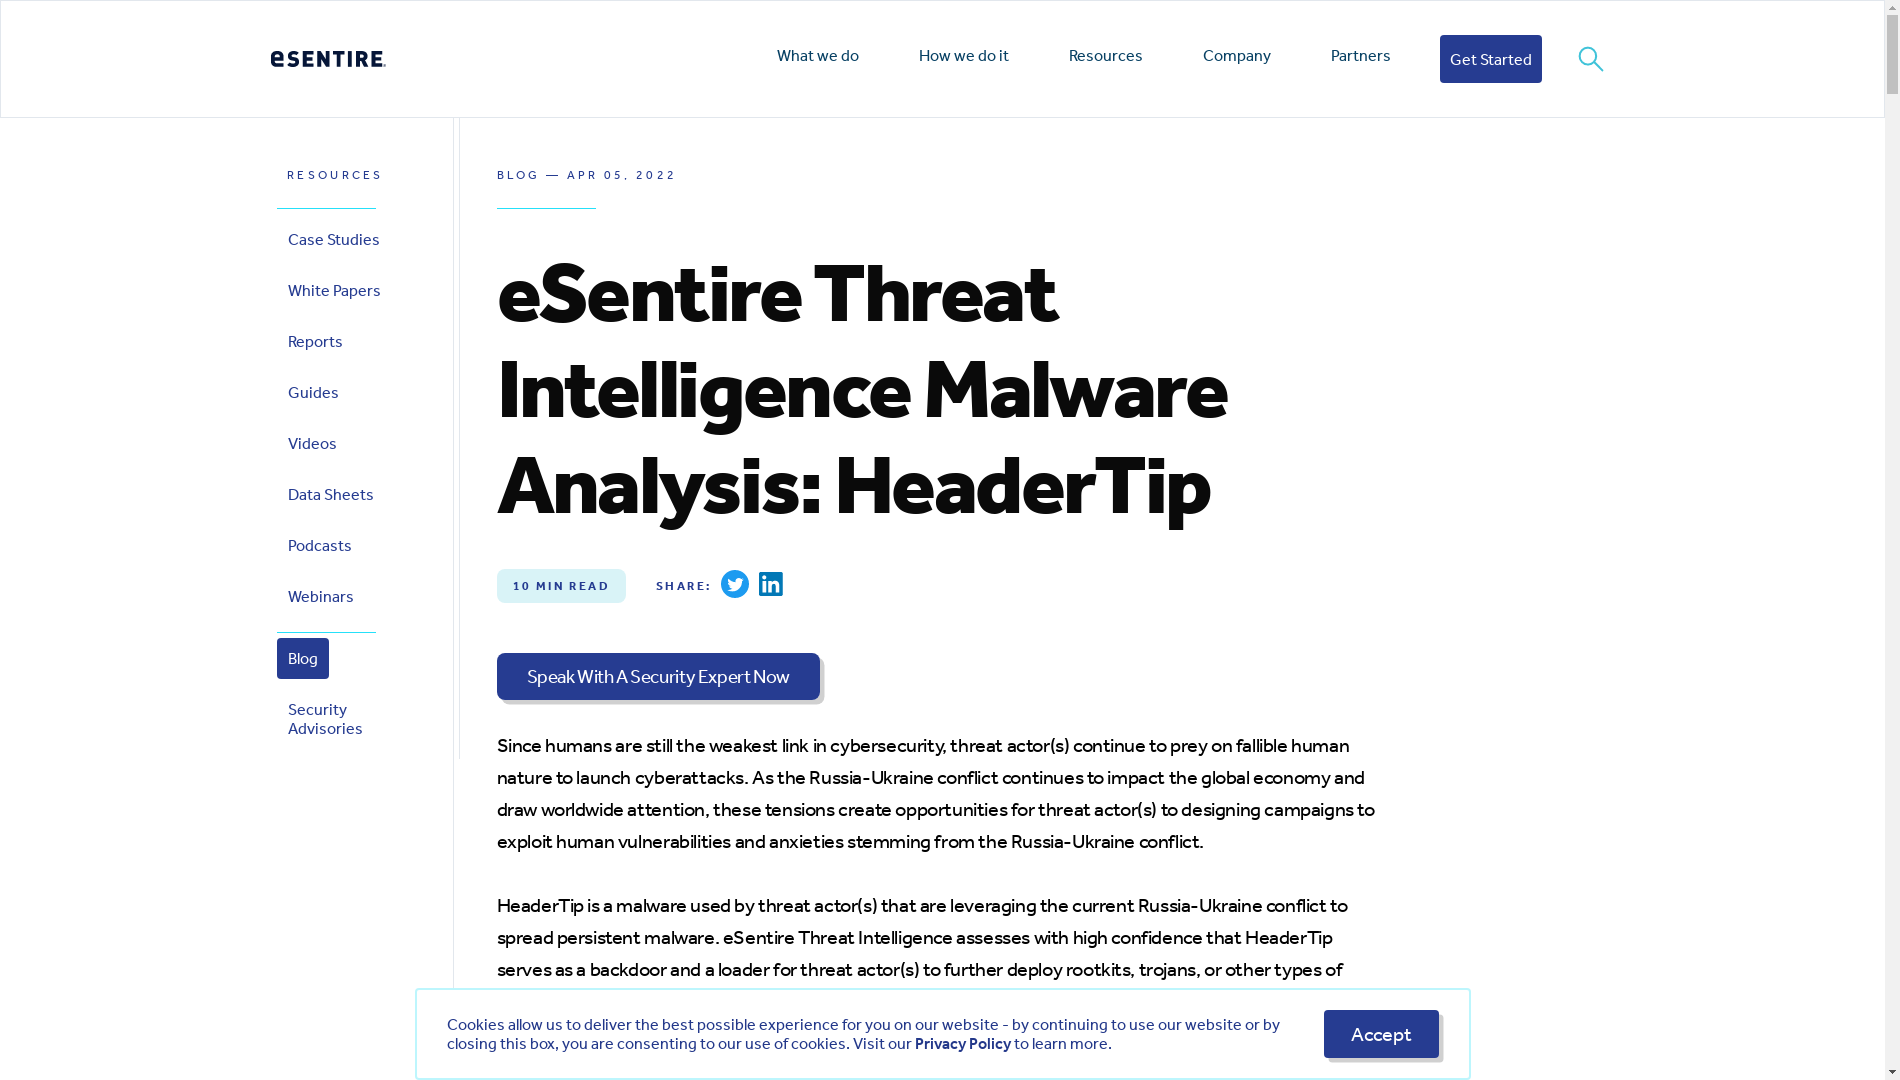 eSENTIRE
What we do
How we do it
Resources
Company
Partners
Get Started
RESOURCES
Case Studies
White Papers
Reports
Guides
Videos
Data Sheets
Podcasts
Webinars
Blog
Security
Advisories
BLOG — APR 05, 2022
eSentire Threat
Intelligence Malware
Analysis: HeaderTip
10 MIN READ
SHARE:
Speak With A Security Expert Now
Since humans are still the weakest link in cybersecurity, threat actor(s) continue to prey on fallible human
nature to launch cyberattacks. As the Russia-Ukraine conflict continues to impact the global economy and
draw worldwide attention, these tensions create opportunities for threat actor(s) to designing campaigns to
exploit human vulnerabilities and anxieties stemming from the Russia-Ukraine conflict.
HeaderTip is a malware used by threat actor(s) that are leveraging the current Russia-Ukraine conflict to
spread persistent malware. eSentire Threat Intelligence assesses with high confidence that HeaderTip
serves as a backdoor and a loader for threat actor(s) to further deploy rootkits, trojans, or other types of
Cookies allow us to deliver the best possible experience for you on our website - by continuing to use our website or by
closing this box, you are consenting to our use of cookies. Visit our Privacy Policy to learn more.
Accept